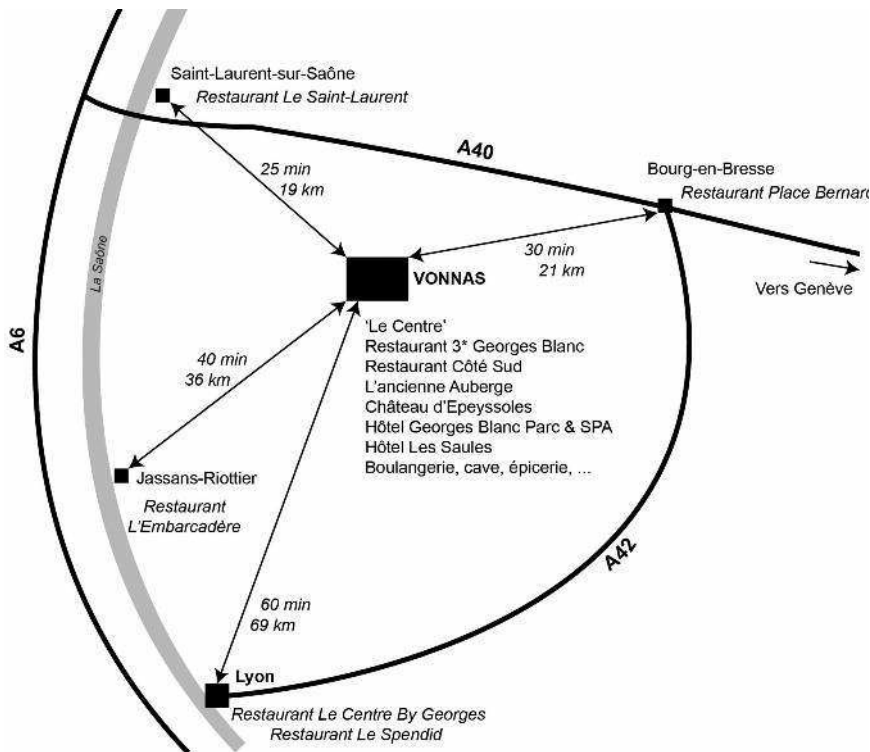 Saint-Laurent-sur-Saône
Restaurant Le Saint-Laurent
A40
25 min
19 km
Bourg-en-Bresse
Restaurant Place Bernard
La Saône
30 min
21 km
VONNAS
Vers Genève
A6
'Le Centre'
Restaurant 3* Georges Blanc
Restaurant Côté Sud
L'ancienne Auberge
Château d'Epeyssoles
Hôtel Georges Blanc Parc & SPA
Hôtel Les Saules
Boulangerie, cave, épicerie, ...
40 min
36 km
Jassans-Riottier
Restaurant
L'Embarcadère
A42
60 min
69 km
Lyon
Restaurant Le Centre By Georges
Restaurant Le Spendid